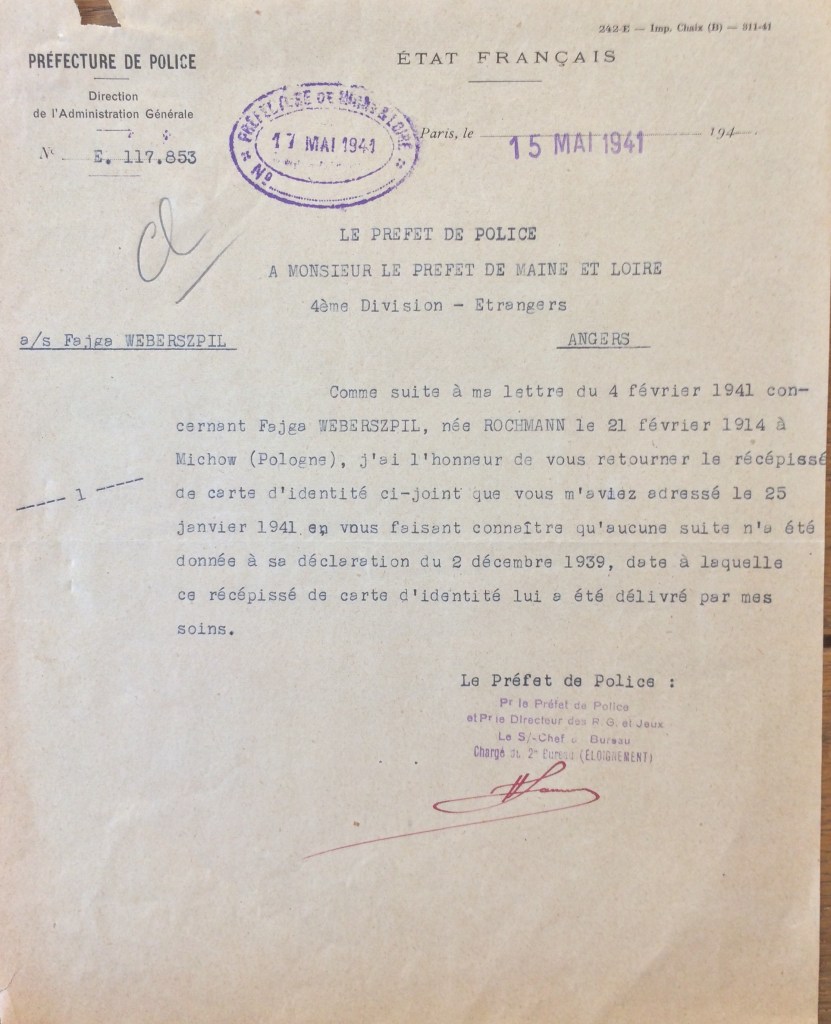 242-E — Imp. Chaix (B) — 911-41
PRÉFECTURE DE POLICE
ÉTAT FRANÇAIS
Direction
de l'Administration Générale
N° E. 117.853
PRÉFECTURE DE MAINE & LOIRE
17 MAI 1941
N°
Paris, le 15 MAI 1941 194
LE PREFET DE POLICE
A MONSIEUR LE PREFET DE MAINE ET LOIRE
4ème Division - Etrangers
a/s Fajga WEBERSZPIL
ANGERS
Comme suite à ma lettre du 4 février 1941 con-
cernant Fajga WEBERSZPIL, née ROCHMANN le 21 février 1914 à
Michow (Pologne), j'ai l'honneur de vous retourner le récépissé
---- 1 ----
de carte d'identité ci-joint que vous m'aviez adressé le 25
janvier 1941 en vous faisant connaître qu'aucune suite n'a été
donnée à sa déclaration du 2 décembre 1939, date à laquelle
ce récépissé de carte d'identité lui a été délivré par mes
soins.
Le Préfet de Police :
Pr le Préfet de Police
et Pr le Directeur des R. G. et Jeux
Le S/-Chef Bureau
Chargé du 2e Bureau (ÉLOIGNEMENT)